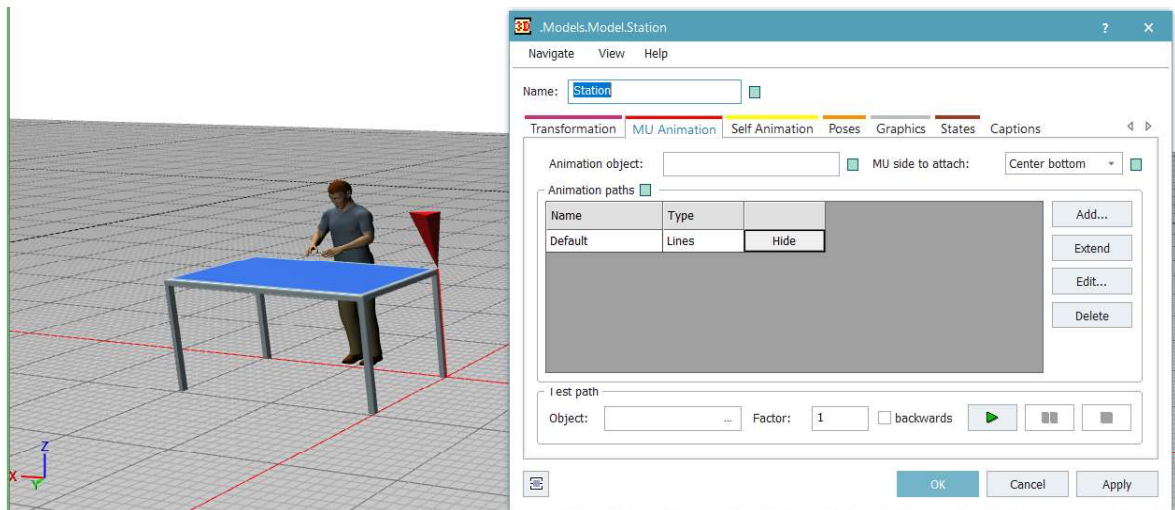 3D .Models.Model.Station ? ×
Navigate View Help
Name: Station
Transformation MU Animation Self Animation Poses Graphics States Captions
Animation object: MU side to attach: Center bottom
Animation paths
Name Type Add...
Default Lines Hide Extend
Edit...
Delete
Test path
Object: ... Factor: 1 backwards
OK Cancel Apply
Z
X Y